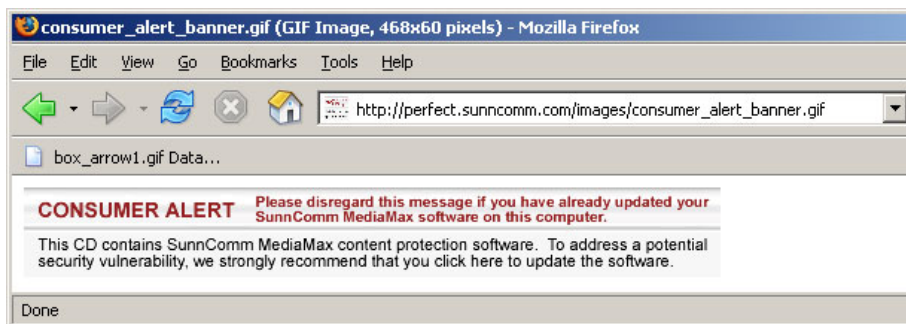 consumer_alert_banner.gif (GIF Image, 468x60 pixels) - Mozilla Firefox
File Edit View Go Bookmarks Tools Help
http://perfect.sunncomm.com/images/consumer_alert_banner.gif
box_arrow1.gif Data...
CONSUMER ALERT Please disregard this message if you have already updated your
SunnComm MediaMax software on this computer.
This CD contains SunnComm MediaMax content protection software. To address a potential
security vulnerability, we strongly recommend that you click here to update the software.
Done